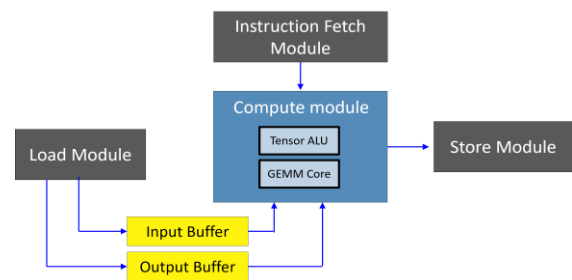 Instruction Fetch
Module
Compute module
Tensor ALU
GEMM Core
Load Module
Store Module
Input Buffer
Output Buffer